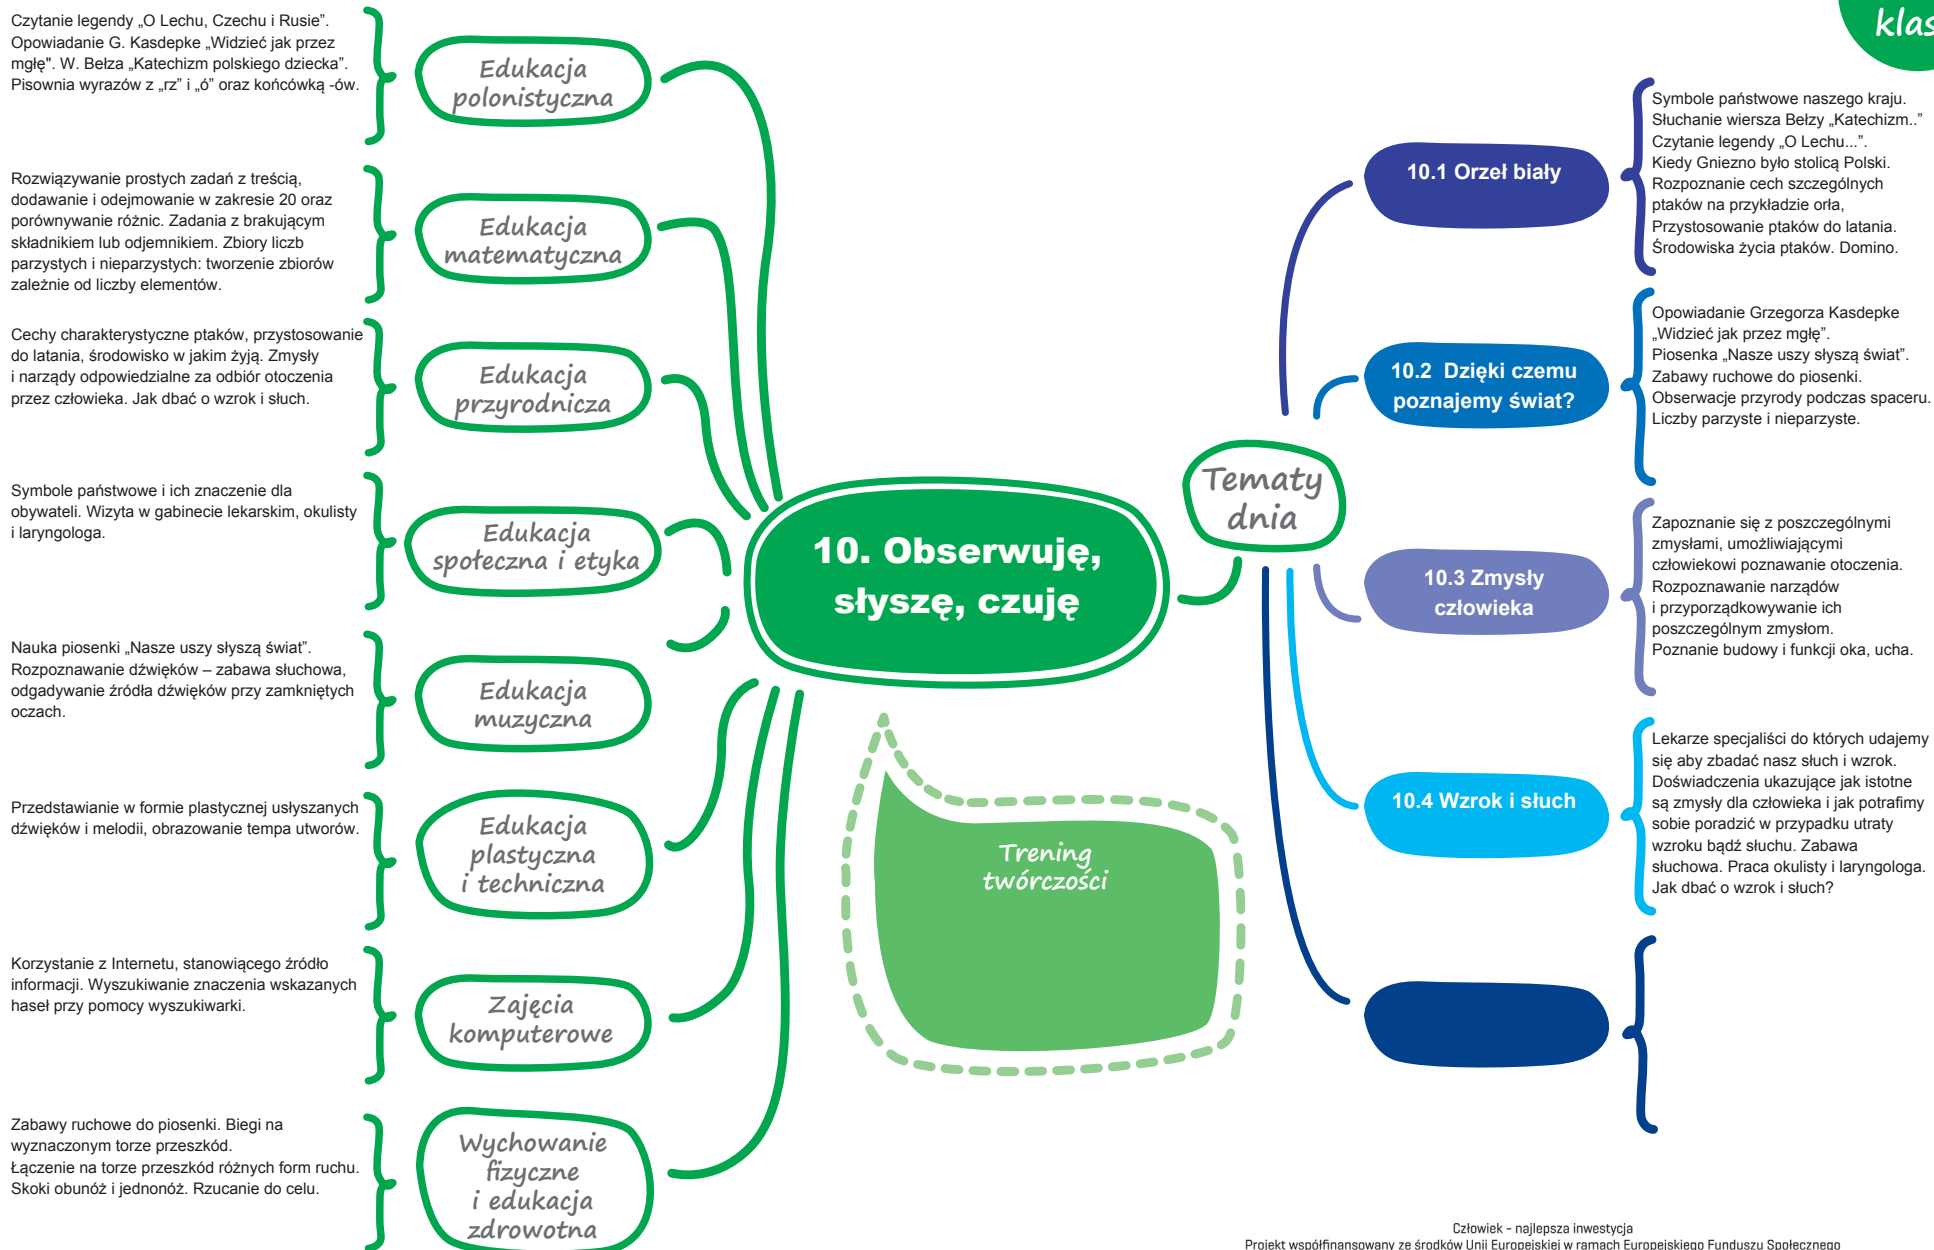 Czytanie legendy „O Lechu, Czechu i Rusie”.
Opowiadanie G. Kasdepke „Widzieć jak przez
mgłę". W. Bełza „Katechizm polskiego dziecka”.
Pisownia wyrazów z „rz” i „ó” oraz końcówką -ów.
Edukacja
polonistyczna
Rozwiązywanie prostych zadań z treścią,
dodawanie i odejmowanie w zakresie 20 oraz
porównywanie różnic. Zadania z brakującym
składnikiem lub odjemnikiem. Zbiory liczb
parzystych i nieparzystych: tworzenie zbiorów
zależnie od liczby elementów.
Edukacja
matematyczna
Cechy charakterystyczne ptaków, przystosowanie
do latania, środowisko w jakim żyją. Zmysły
i narządy odpowiedzialne za odbiór otoczenia
przez człowieka. Jak dbać o wzrok i słuch.
Edukacja
przyrodnicza
Symbole państwowe i ich znaczenie dla
obywateli. Wizyta w gabinecie lekarskim, okulisty
i laryngologa.
Edukacja
społeczna i etyka
Nauka piosenki „Nasze uszy słyszą świat”.
Rozpoznawanie dźwięków – zabawa słuchowa,
odgadywanie źródła dźwięków przy zamkniętych
oczach.
Edukacja
muzyczna
Przedstawianie w formie plastycznej usłyszanych
dźwięków i melodii, obrazowanie tempa utworów.
Edukacja
plastyczna
i techniczna
Korzystanie z Internetu, stanowiącego źródło
informacji. Wyszukiwanie znaczenia wskazanych
haseł przy pomocy wyszukiwarki.
Zajęcia
komputerowe
Zabawy ruchowe do piosenki. Biegi na
wyznaczonym torze przeszkód.
Łączenie na torze przeszkód różnych form ruchu.
Skoki obunóż i jednonóż. Rzucanie do celu.
Wychowanie
fizyczne
i edukacja
zdrowotna
10. Obserwuję,
słyszę, czuję
Trening
twórczości
Tematy
dnia
klas
10.1 Orzeł biały
Symbole państwowe naszego kraju.
Słuchanie wiersza Bełzy „Katechizm..”
Czytanie legendy „O Lechu...”.
Kiedy Gniezno było stolicą Polski.
Rozpoznanie cech szczególnych
ptaków na przykładzie orła,
Przystosowanie ptaków do latania.
Środowiska życia ptaków. Domino.
10.2 Dzięki czemu
poznajemy świat?
Opowiadanie Grzegorza Kasdepke
„Widzieć jak przez mgłę”.
Piosenka „Nasze uszy słyszą świat”.
Zabawy ruchowe do piosenki.
Obserwacje przyrody podczas spaceru.
Liczby parzyste i nieparzyste.
10.3 Zmysły
człowieka
Zapoznanie się z poszczególnymi
zmysłami, umożliwiającymi
człowiekowi poznawanie otoczenia.
Rozpoznawanie narządów
i przyporządkowywanie ich
poszczególnym zmysłom.
Poznanie budowy i funkcji oka, ucha.
10.4 Wzrok i słuch
Lekarze specjaliści do których udajemy
się aby zbadać nasz słuch i wzrok.
Doświadczenia ukazujące jak istotne
są zmysły dla człowieka i jak potrafimy
sobie poradzić w przypadku utraty
wzroku bądź słuchu. Zabawa
słuchowa. Praca okulisty i laryngologa.
Jak dbać o wzrok i słuch?
Człowiek - najlepsza inwestycja
Projekt współfinansowany ze środków Unii Europejskiej w ramach Europejskiego Funduszu Społecznego